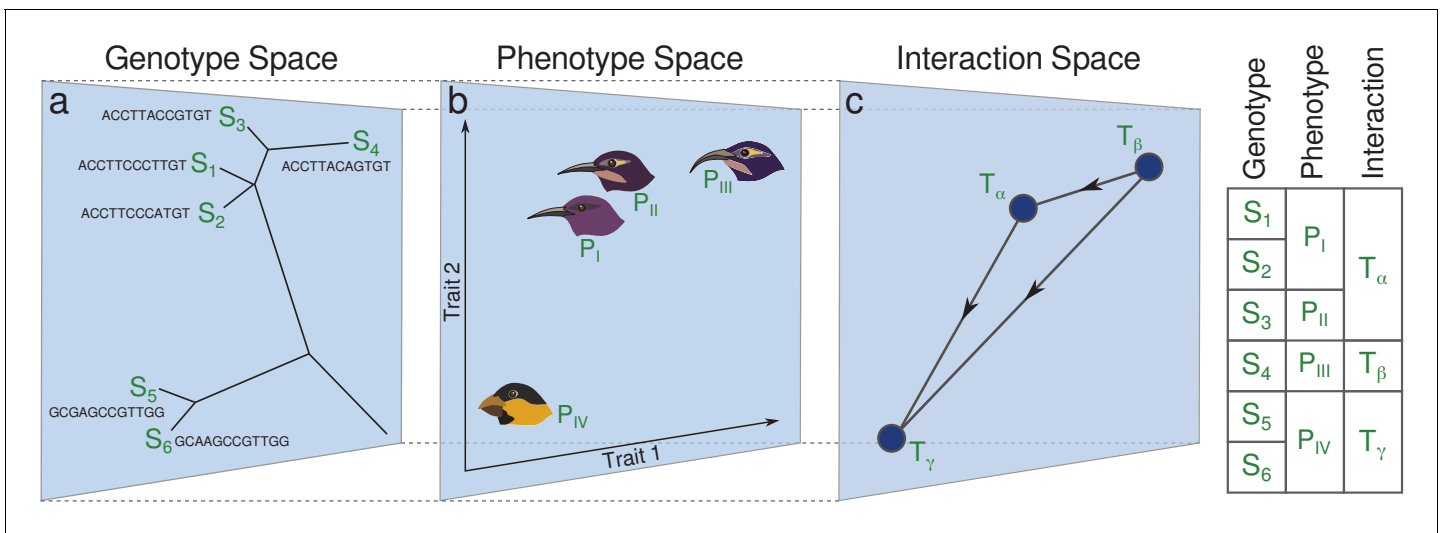 Genotype Space
Phenotype Space
Interaction Space
a
ACCTTACCGTGT S3
S4
ACCTTACAGTGT
ACCTTCCCTTGT S1
ACCTTCCCATGT S2
S5
GCGAGCCGTTGG
S6 GCAAGCCGTTGG
b
Trait 2
Trait 1
PI
PII
PIII
PIV
c
Tα
Tβ
Tγ
Genotype
Phenotype
Interaction
S1
S2
S3
S4
S5
S6
PI
PII
PIII
PIV
Tα
Tβ
Tγ